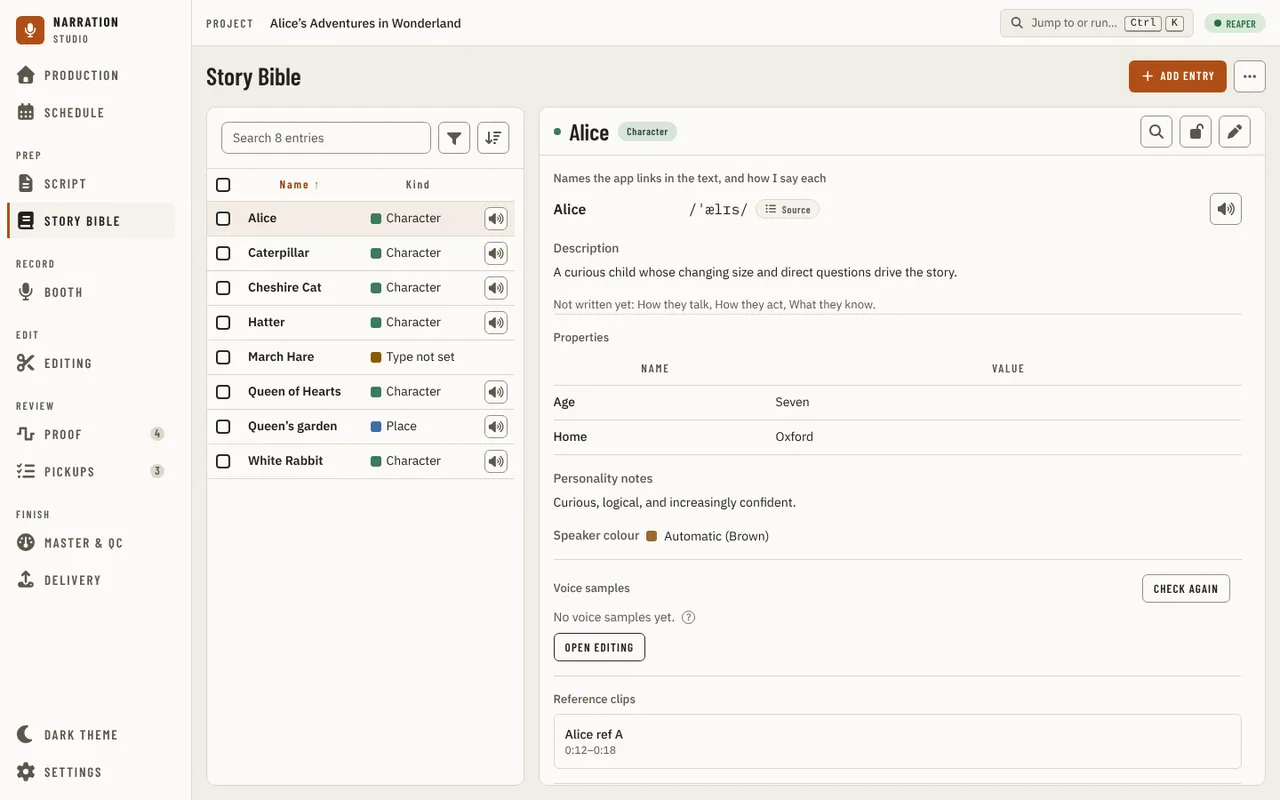 NARRATION
STUDIO
PRODUCTION
SCHEDULE
PREP
SCRIPT
STORY BIBLE
RECORD
BOOTH
EDIT
EDITING
REVIEW
PROOF 4
PICKUPS 3
FINISH
MASTER & QC
DELIVERY
DARK THEME
SETTINGS
PROJECT Alice’s Adventures in Wonderland
Jump to or run... Ctrl K
REAPER
Story Bible
ADD ENTRY
Search 8 entries
Name ↑ Kind
Alice Character
Caterpillar Character
Cheshire Cat Character
Hatter Character
March Hare Type not set
Queen of Hearts Character
Queen’s garden Place
White Rabbit Character
Alice Character
Names the app links in the text, and how I say each
Alice /ˈælɪs/ Source
Description
A curious child whose changing size and direct questions drive the story.
Not written yet: How they talk, How they act, What they know.
Properties
NAME VALUE
Age Seven
Home Oxford
Personality notes
Curious, logical, and increasingly confident.
Speaker colour Automatic (Brown)
Voice samples CHECK AGAIN
No voice samples yet. ?
OPEN EDITING
Reference clips
Alice ref A
0:12–0:18